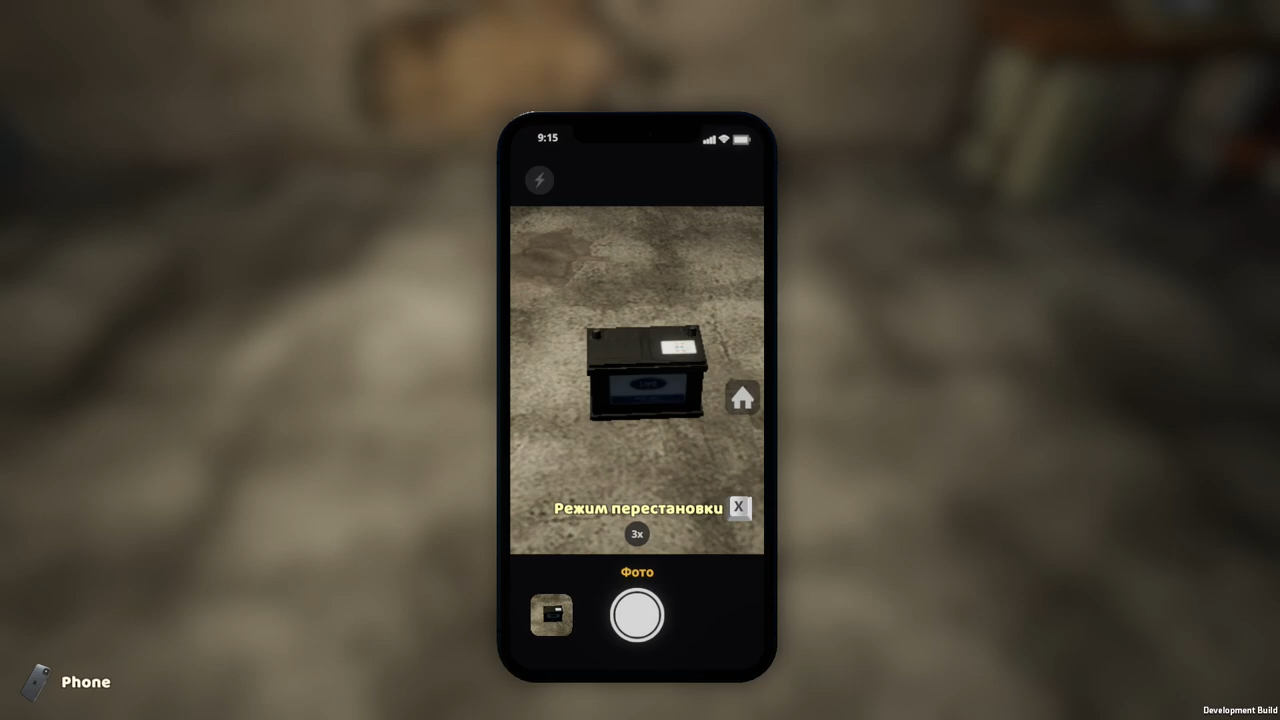 9:15
Режим перестановки X
3x
Фото
Phone
Development Build